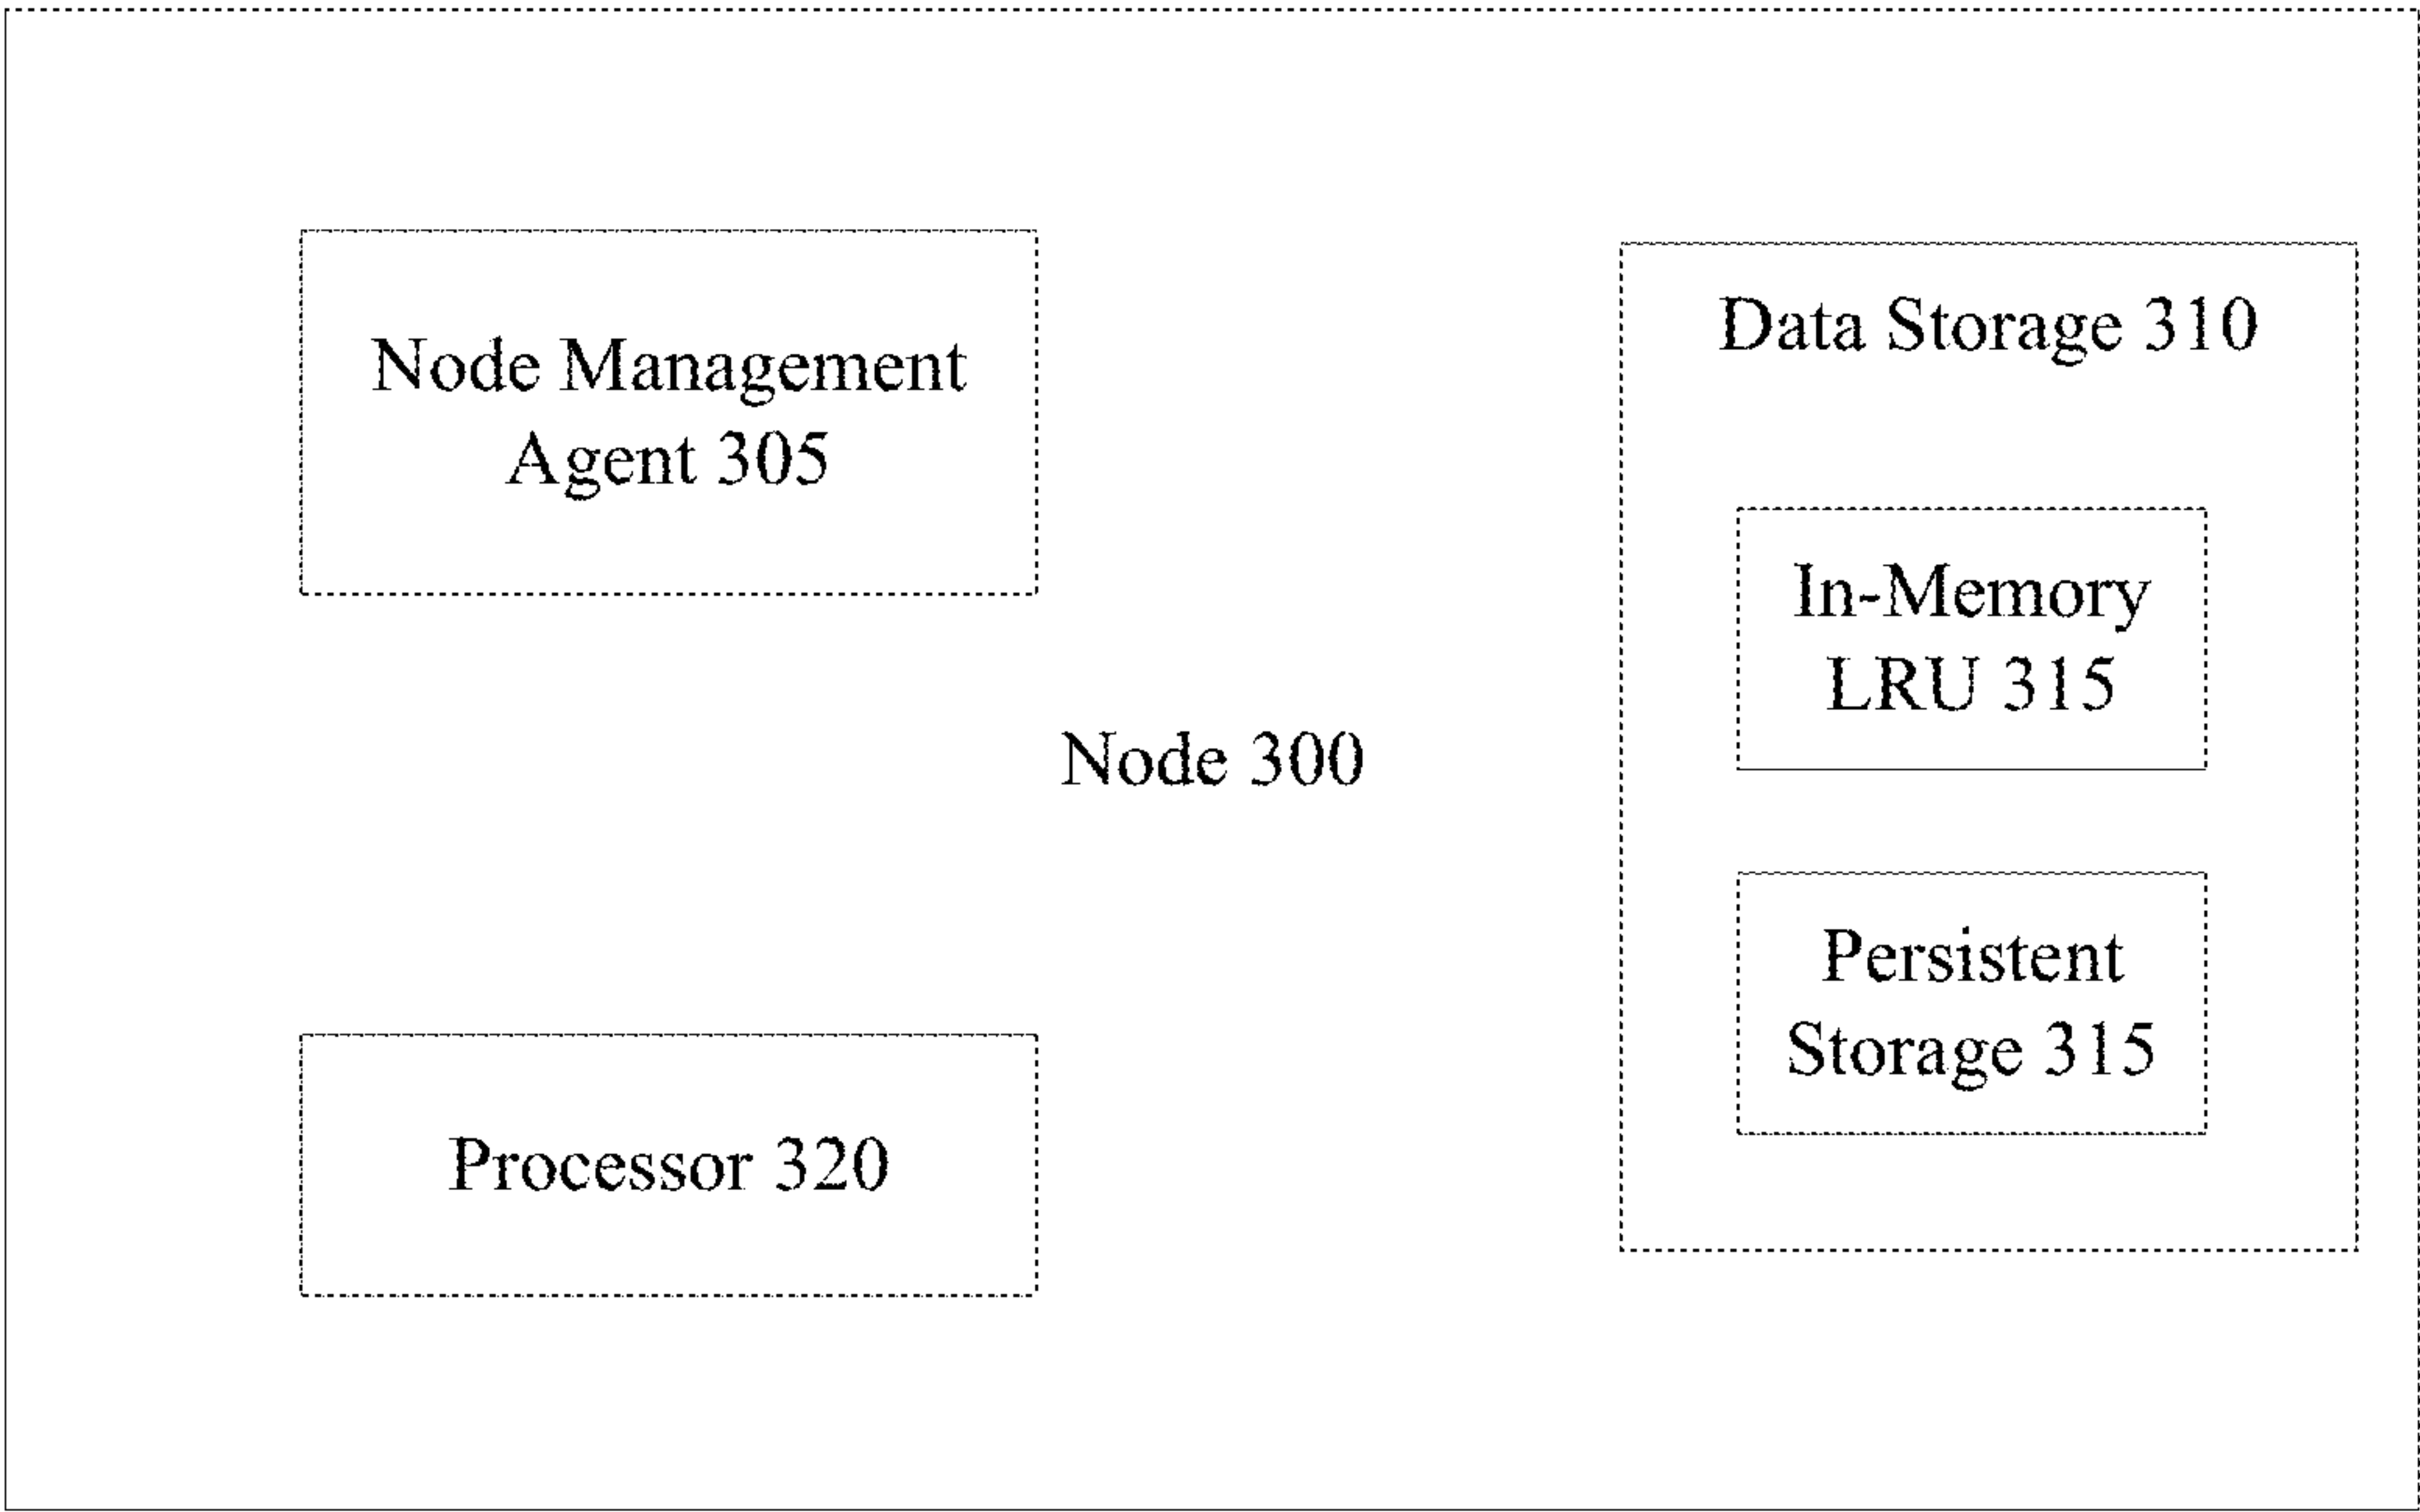 Node Management
Agent 305
Data Storage 310
In-Memory
LRU 315
Node 300
Persistent
Storage 315
Processor 320